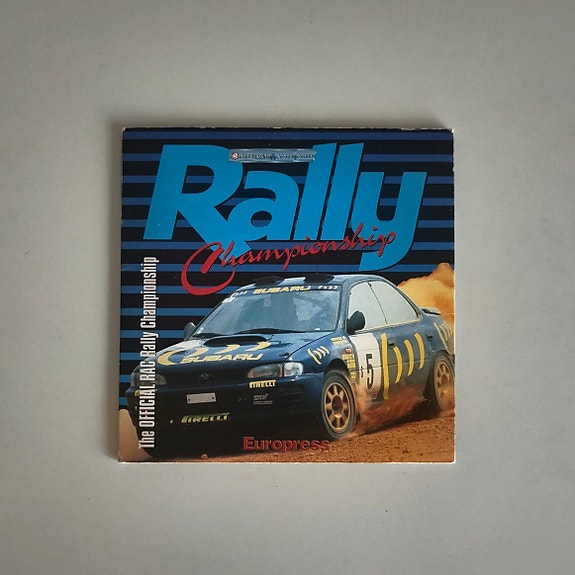 Rally
Championship
the OFFICIAL RAC Rally Championship
SUBARU
SUBARU
PIRELLI
PIRELLI
5
Europress